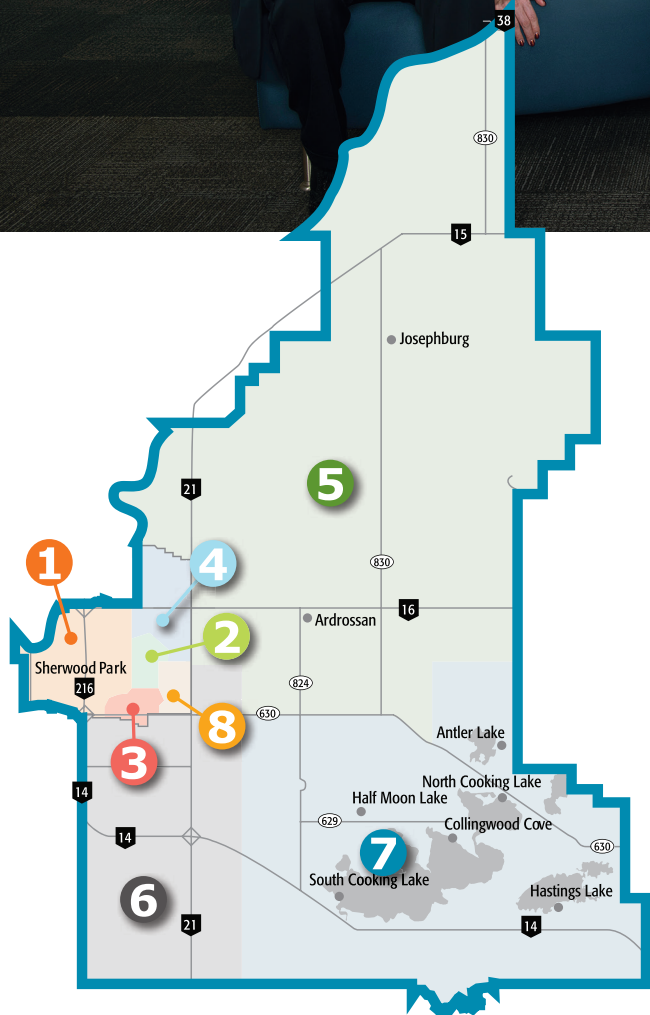 38
830
15
Josephburg
5
21
1
4
830
16
Ardrossan
2
Sherwood Park
216
824
8
630
3
Antler Lake
14
North Cooking Lake
Half Moon Lake
629
Collingwood Cove
14
7
630
South Cooking Lake
Hastings Lake
6
21
14